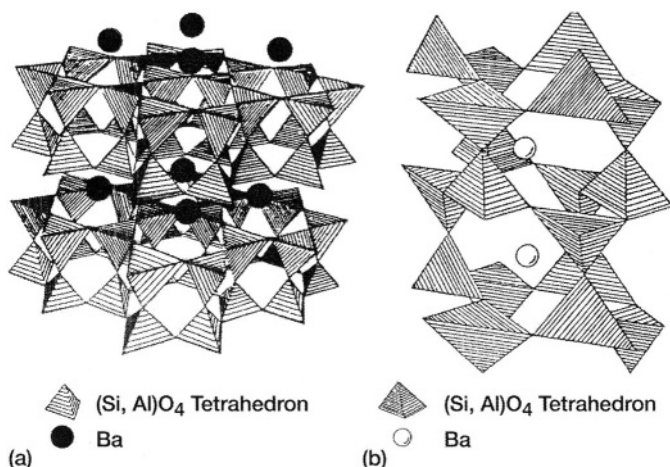 (Si, Al)O₄ Tetrahedron
Ba
(a)
(Si, Al)O₄ Tetrahedron
Ba
(b)